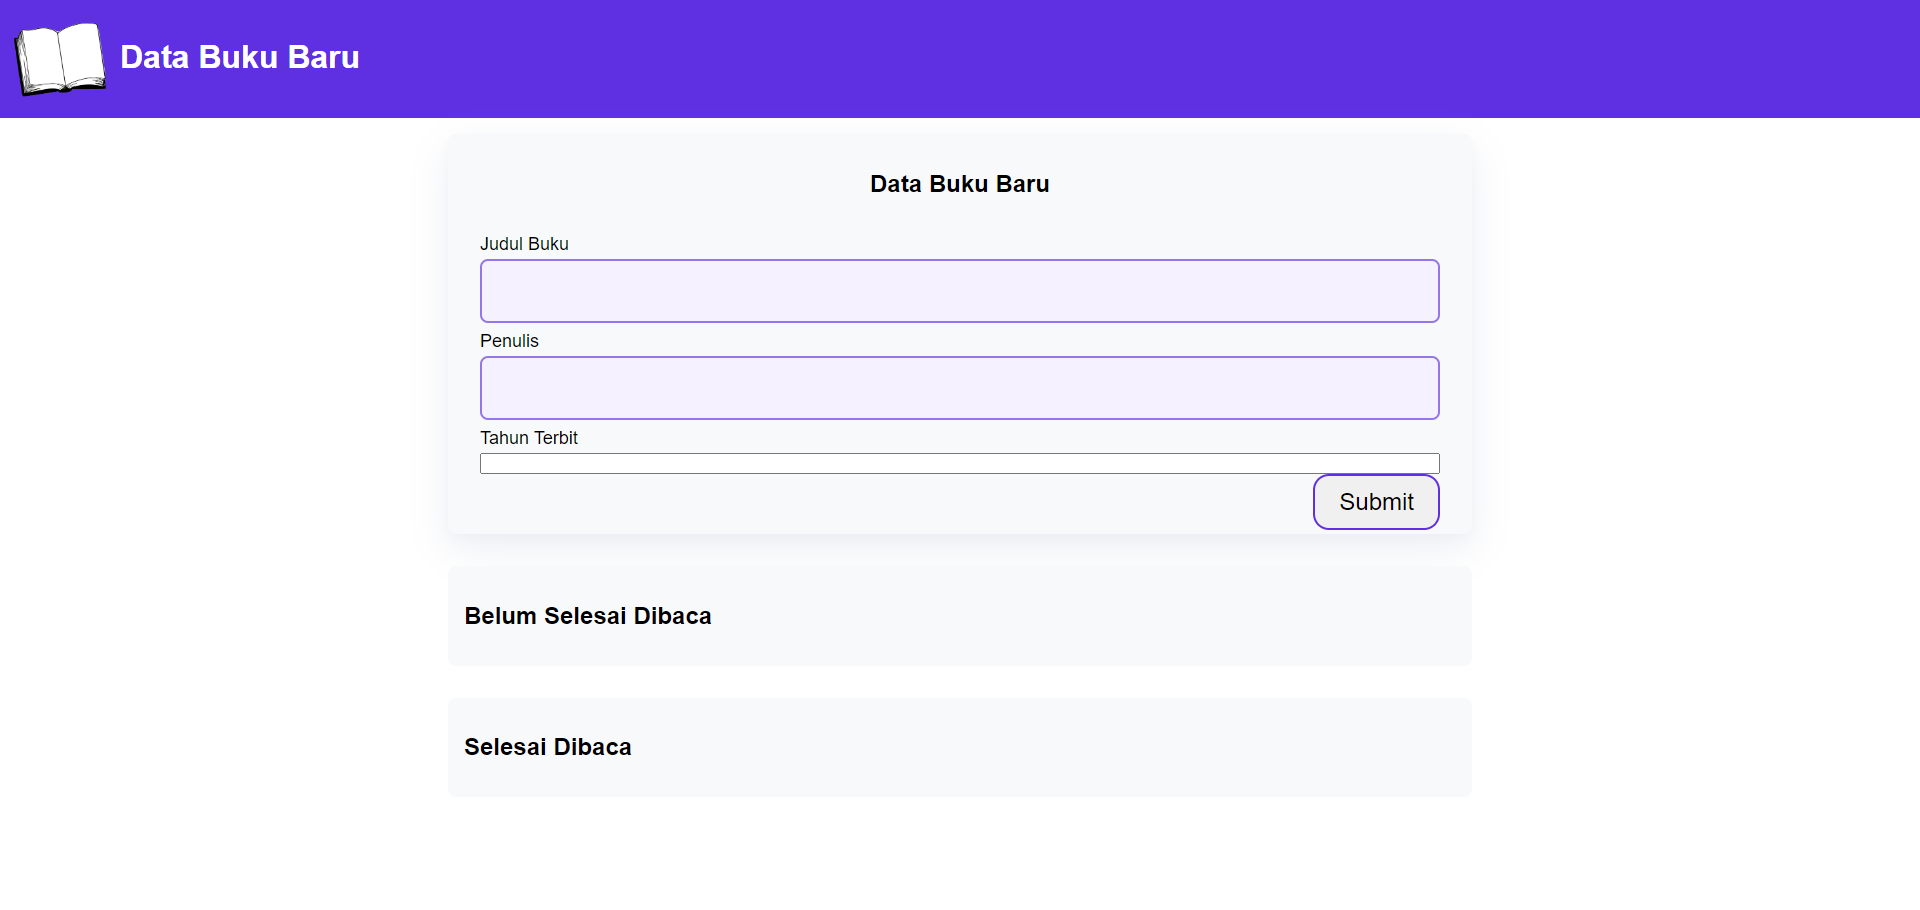 Data Buku Baru
Data Buku Baru
Judul Buku
Penulis
Tahun Terbit
Submit
Belum Selesai Dibaca
Selesai Dibaca